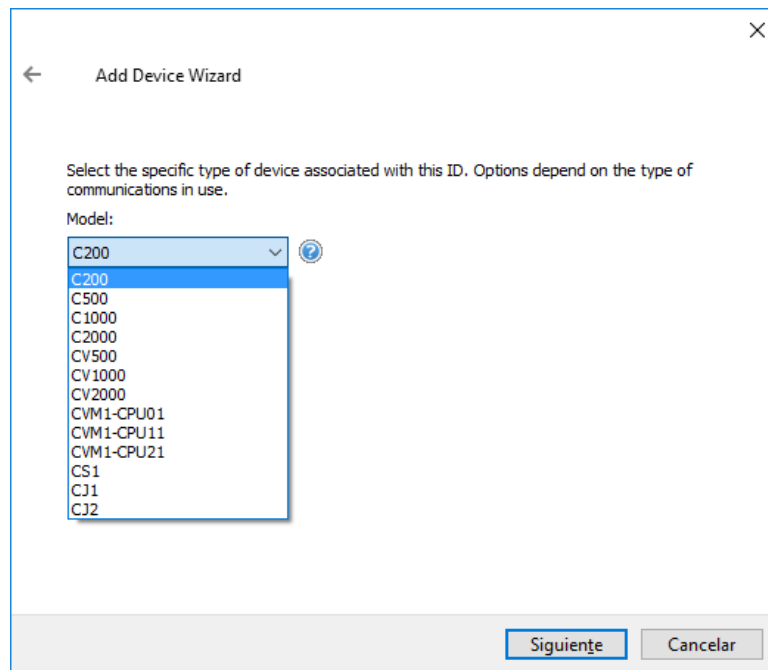 Add Device Wizard
Select the specific type of device associated with this ID. Options depend on the type of
communications in use.
Model:
C200
C200
C500
C1000
C2000
CV500
CV1000
CV2000
CVM1-CPU01
CVM1-CPU11
CVM1-CPU21
CS1
CJ1
CJ2
Siguiente Cancelar